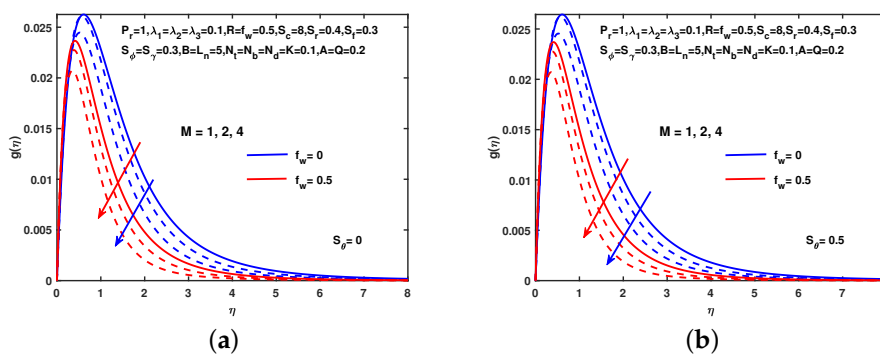 P_r=1,λ_1=λ_2=λ_3=0.1,R=f_w=0.5,S_c=8,S_r=0.4,S_f=0.3
S_ϕ=S_γ=0.3,B=L_n=5,N_t=N_b=N_d=K=0.1,A=Q=0.2
M = 1, 2, 4
f_w= 0
f_w= 0.5
S_θ= 0
g(η)
0.025
0.02
0.015
0.01
0.005
0
0 1 2 3 4 5 6 7 8
η
(a)
P_r=1,λ_1=λ_2=λ_3=0.1,R=f_w=0.5,S_c=8,S_r=0.4,S_f=0.3
S_ϕ=S_γ=0.3,B=L_n=5,N_t=N_b=N_d=K=0.1,A=Q=0.2
M = 1, 2, 4
f_w= 0
f_w= 0.5
S_θ= 0.5
g(η)
0.025
0.02
0.015
0.01
0.005
0
0 1 2 3 4 5 6 7
η
(b)